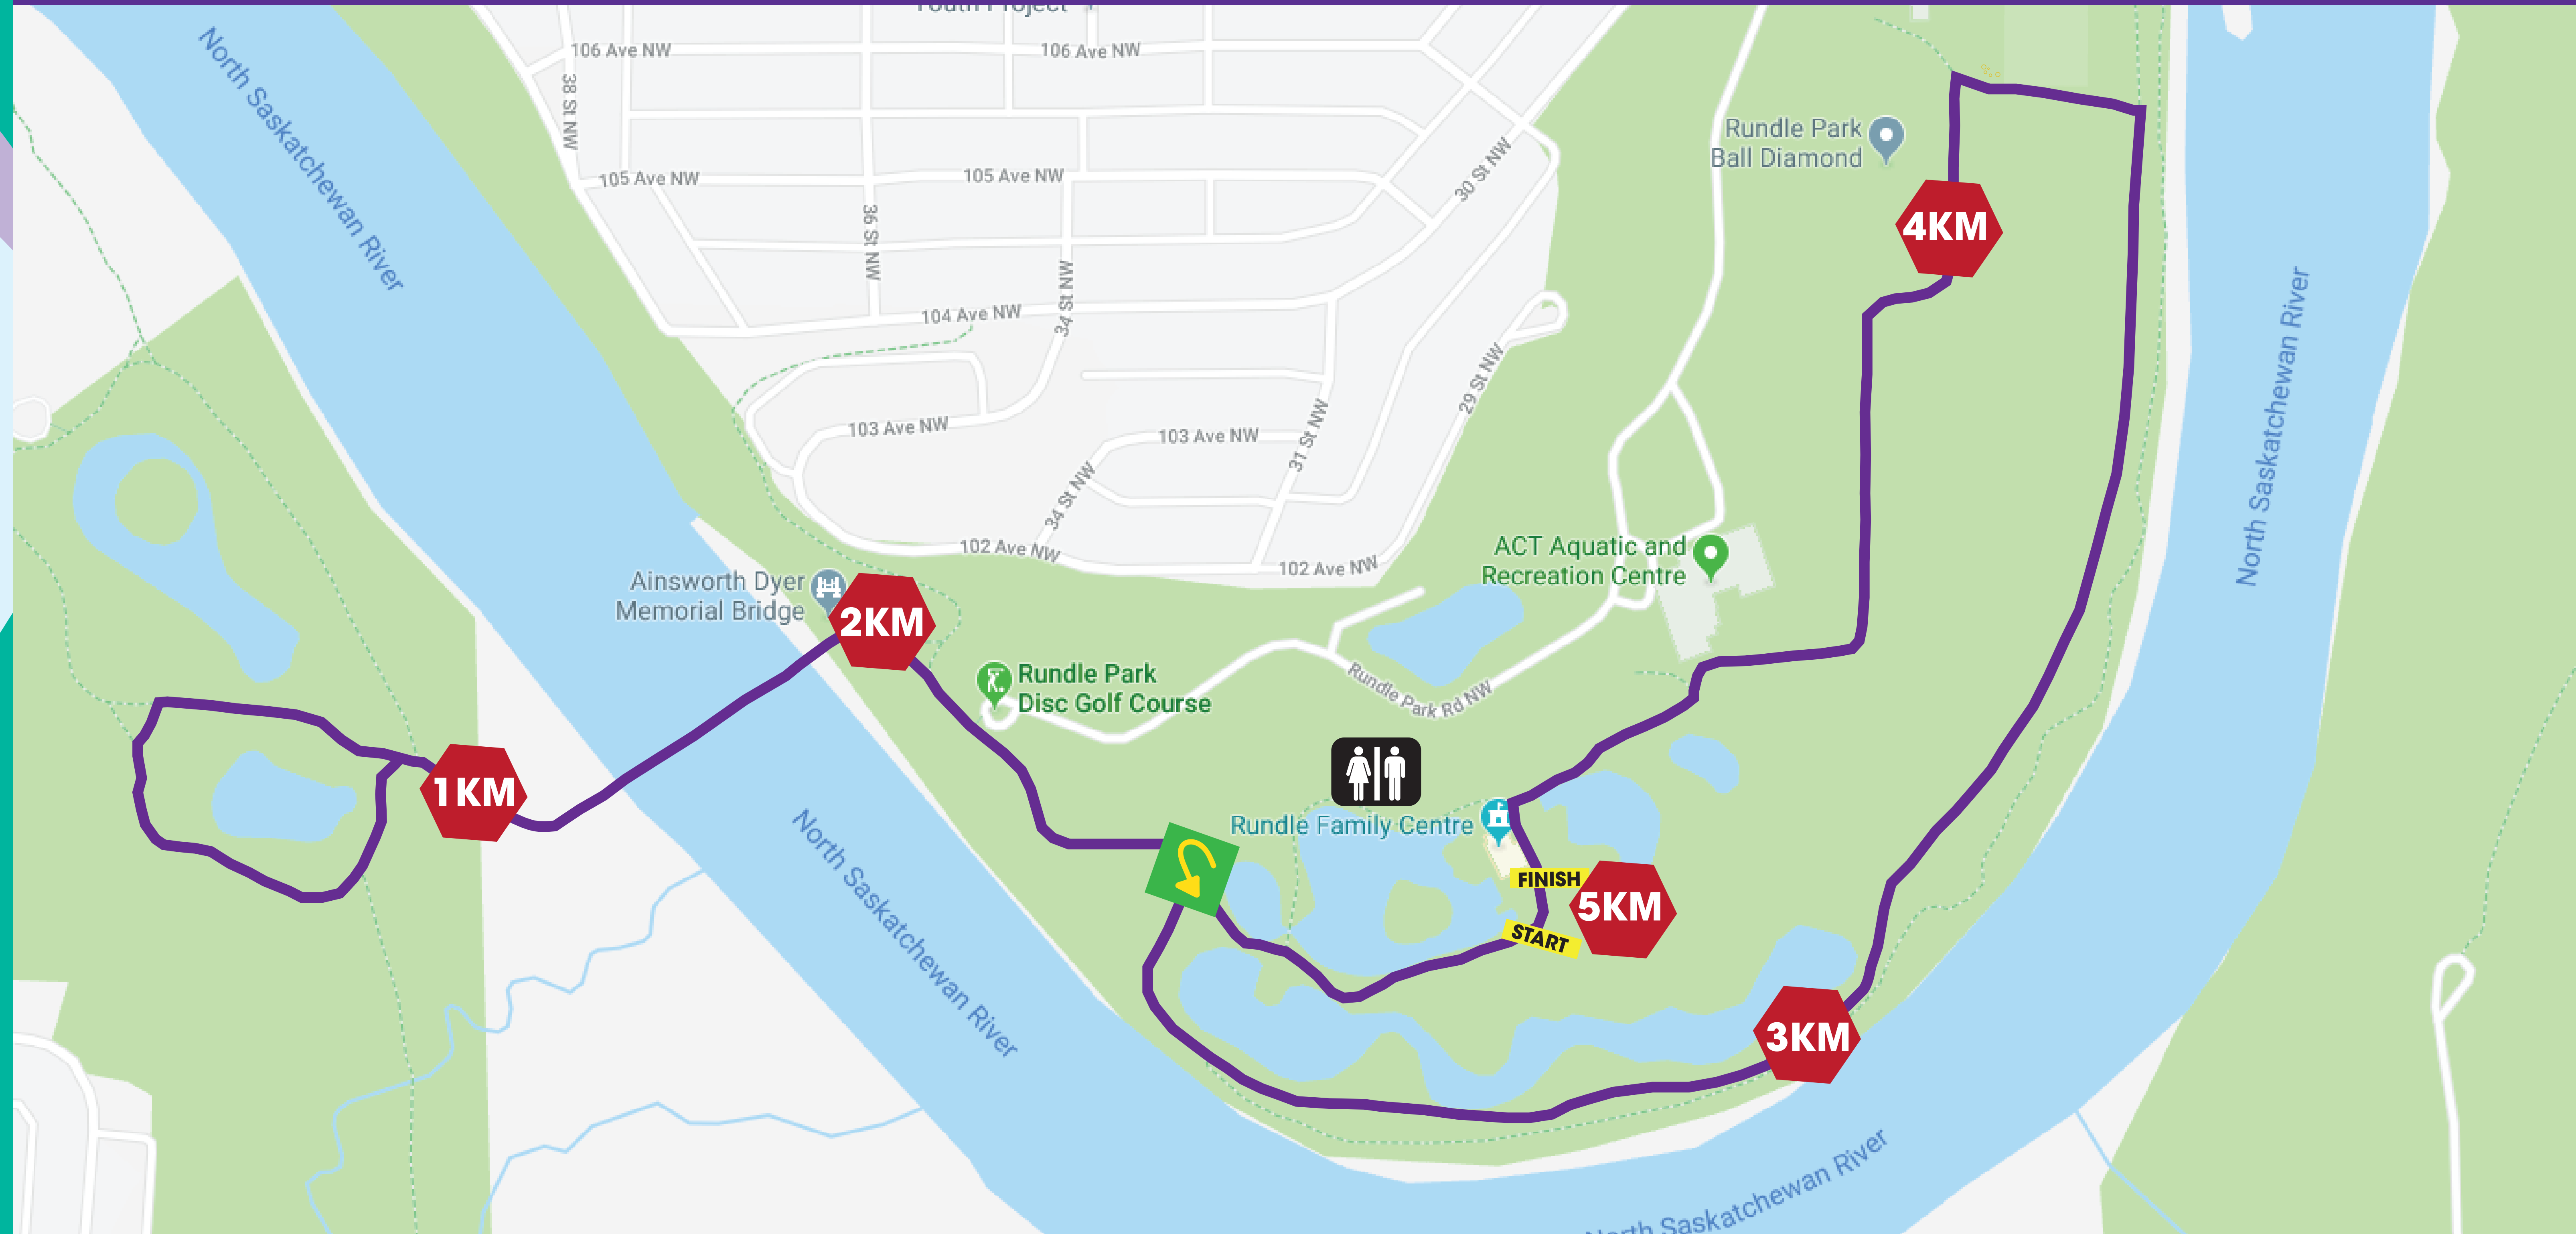 Youth Project
106 Ave NW
106 Ave NW
North Saskatchewan River
38 St NW
Rundle Park
Ball Diamond
30 St NW
105 Ave NW
105 Ave NW
36 St NW
4KM
34 St NW
104 Ave NW
North Saskatchewan River
29 St NW
103 Ave NW
103 Ave NW
31 St NW
34 St NW
102 Ave NW
102 Ave NW
ACT Aquatic and
Recreation Centre
Ainsworth Dyer
Memorial Bridge
2KM
Rundle Park
Disc Golf Course
Rundle Park Rd NW
1KM
Rundle Family Centre
FINISH
5KM
START
North Saskatchewan River
3KM
North Saskatchewan River